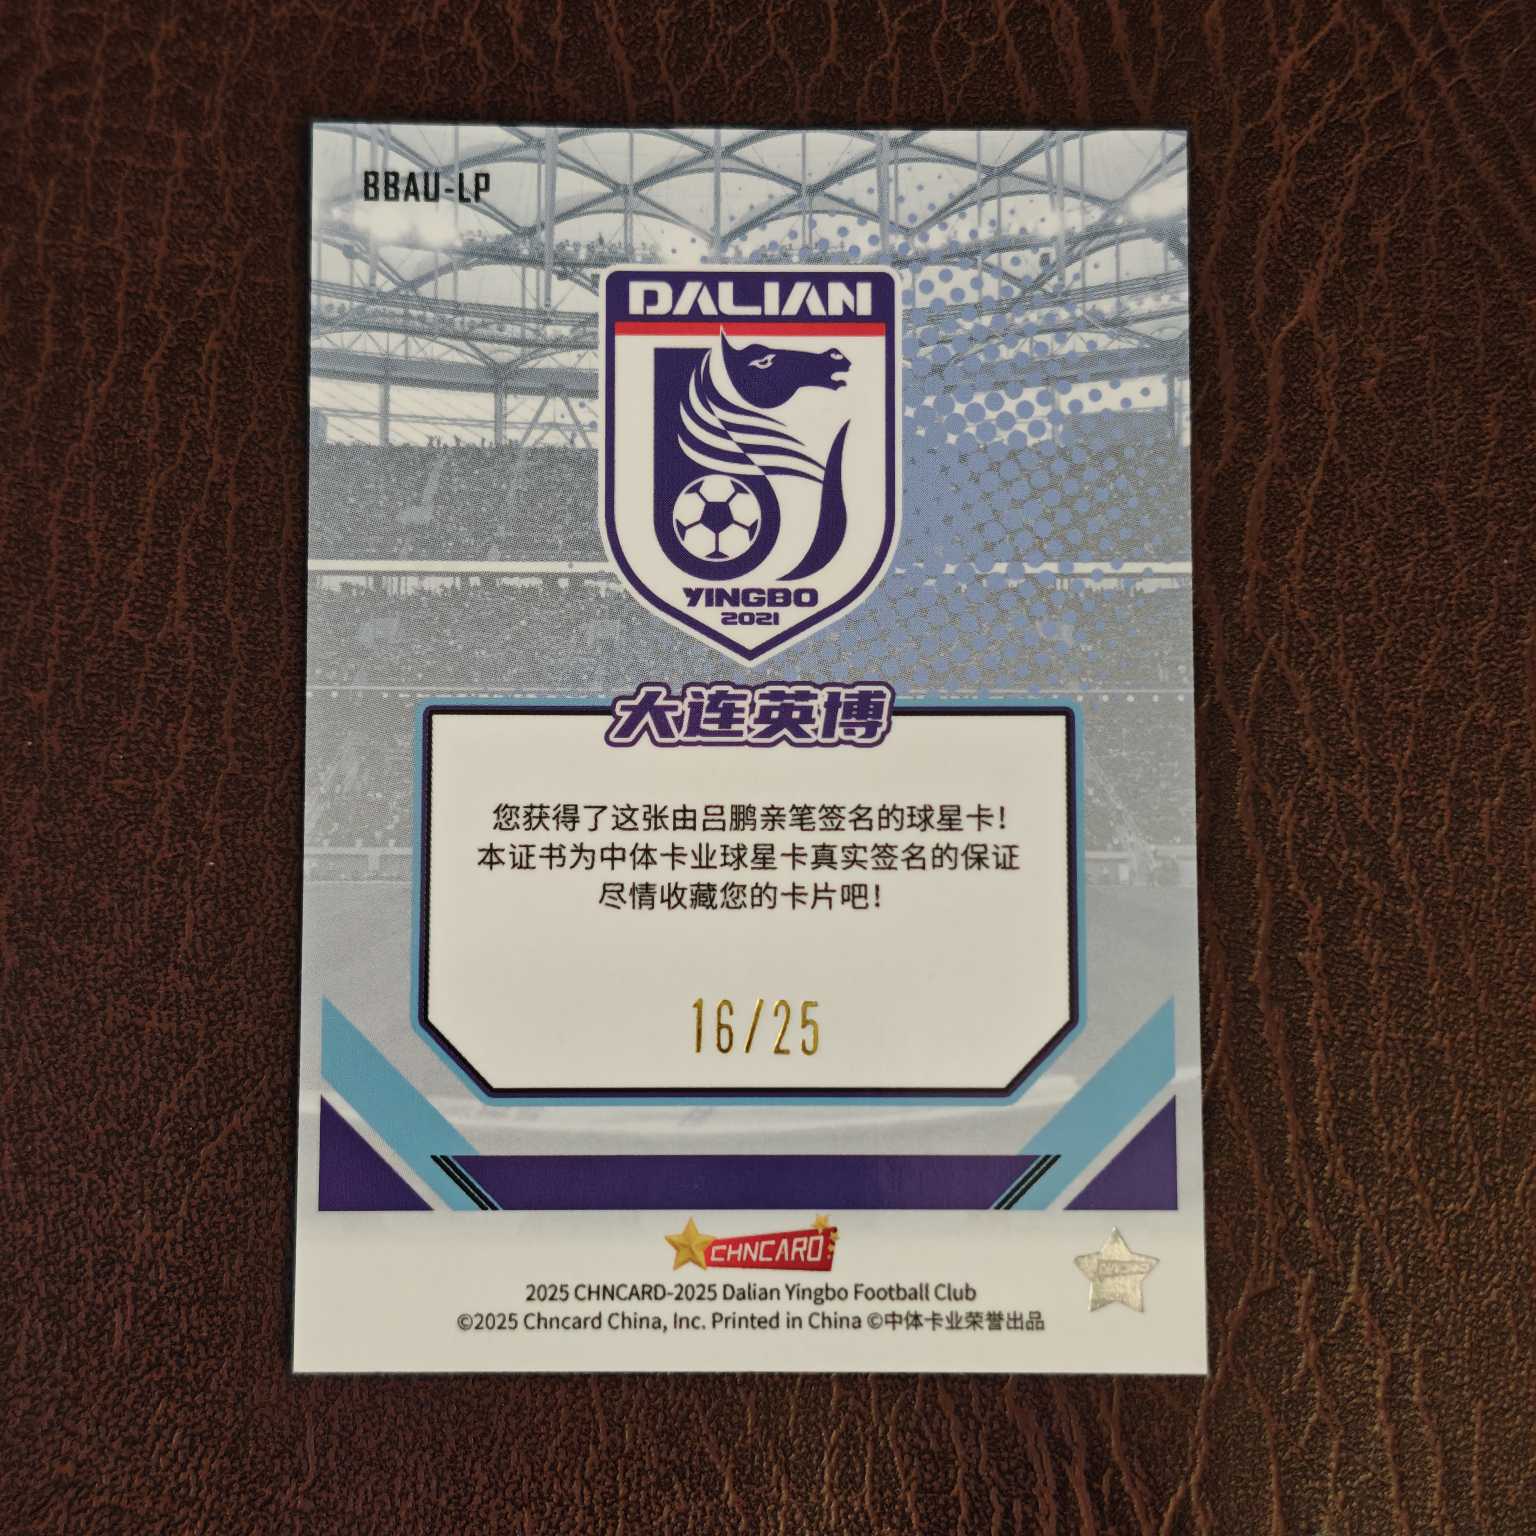 BBAU-LP
DALIAN
YINGBO
2021
大连英博
您获得了这张由吕鹏亲笔签名的球星卡！
本证书为中体卡业球星卡真实签名的保证
尽情收藏您的卡片吧！
16/25
CHNCARD
2025 CHNCARD-2025 Dalian Yingbo Football Club
©2025 Chncard China, Inc. Printed in China ©中体卡业荣誉出品